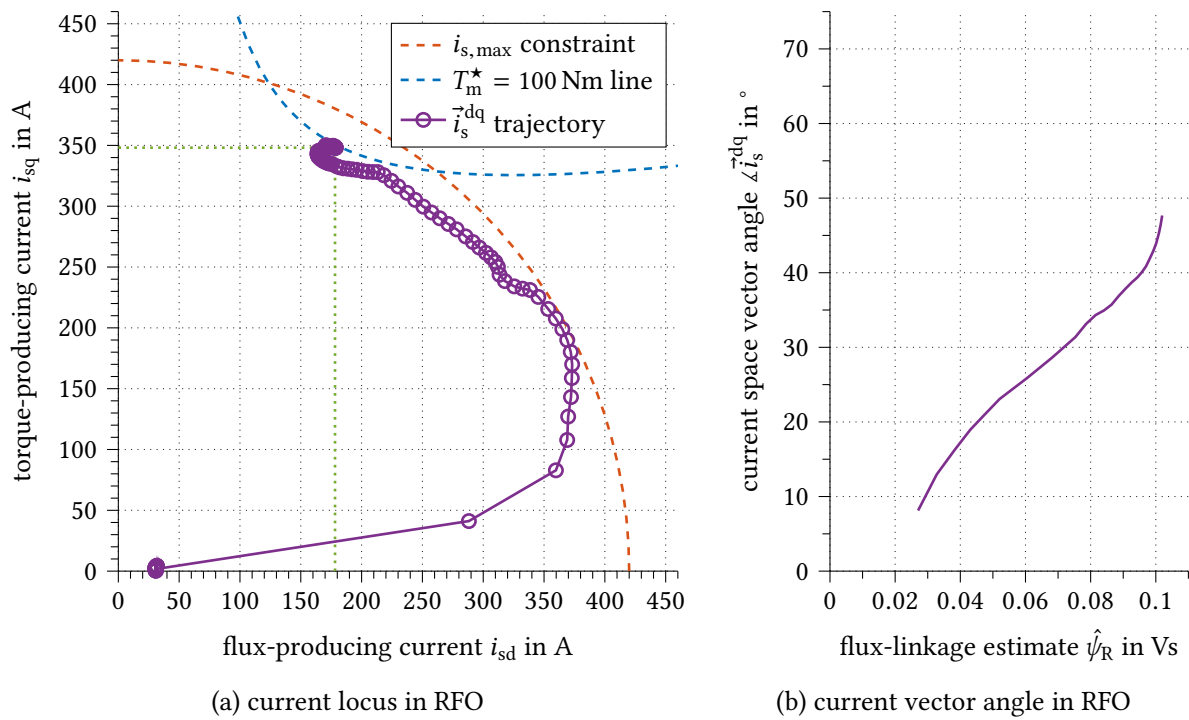 450
400
350
300
250
200
150
100
50
0
torque-producing current i_sq in A
i_s,max constraint
T_m^★ = 100 Nm line
i⃗_s^dq trajectory
0 50 100 150 200 250 300 350 400 450
flux-producing current i_sd in A
(a) current locus in RFO
70
60
50
40
30
20
10
0
current space vector angle ∡i⃗_s^dq in °
0 0.02 0.04 0.06 0.08 0.1
flux-linkage estimate ψ̂_R in Vs
(b) current vector angle in RFO